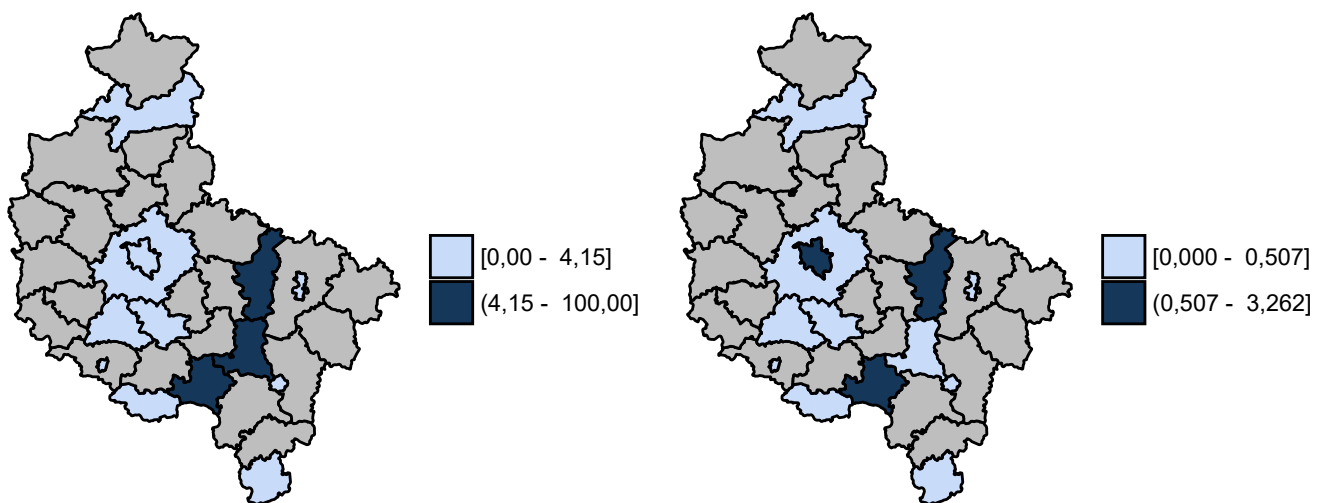 [0,00 - 4,15]
(4,15 - 100,00]
[0,000 - 0,507]
(0,507 - 3,262]